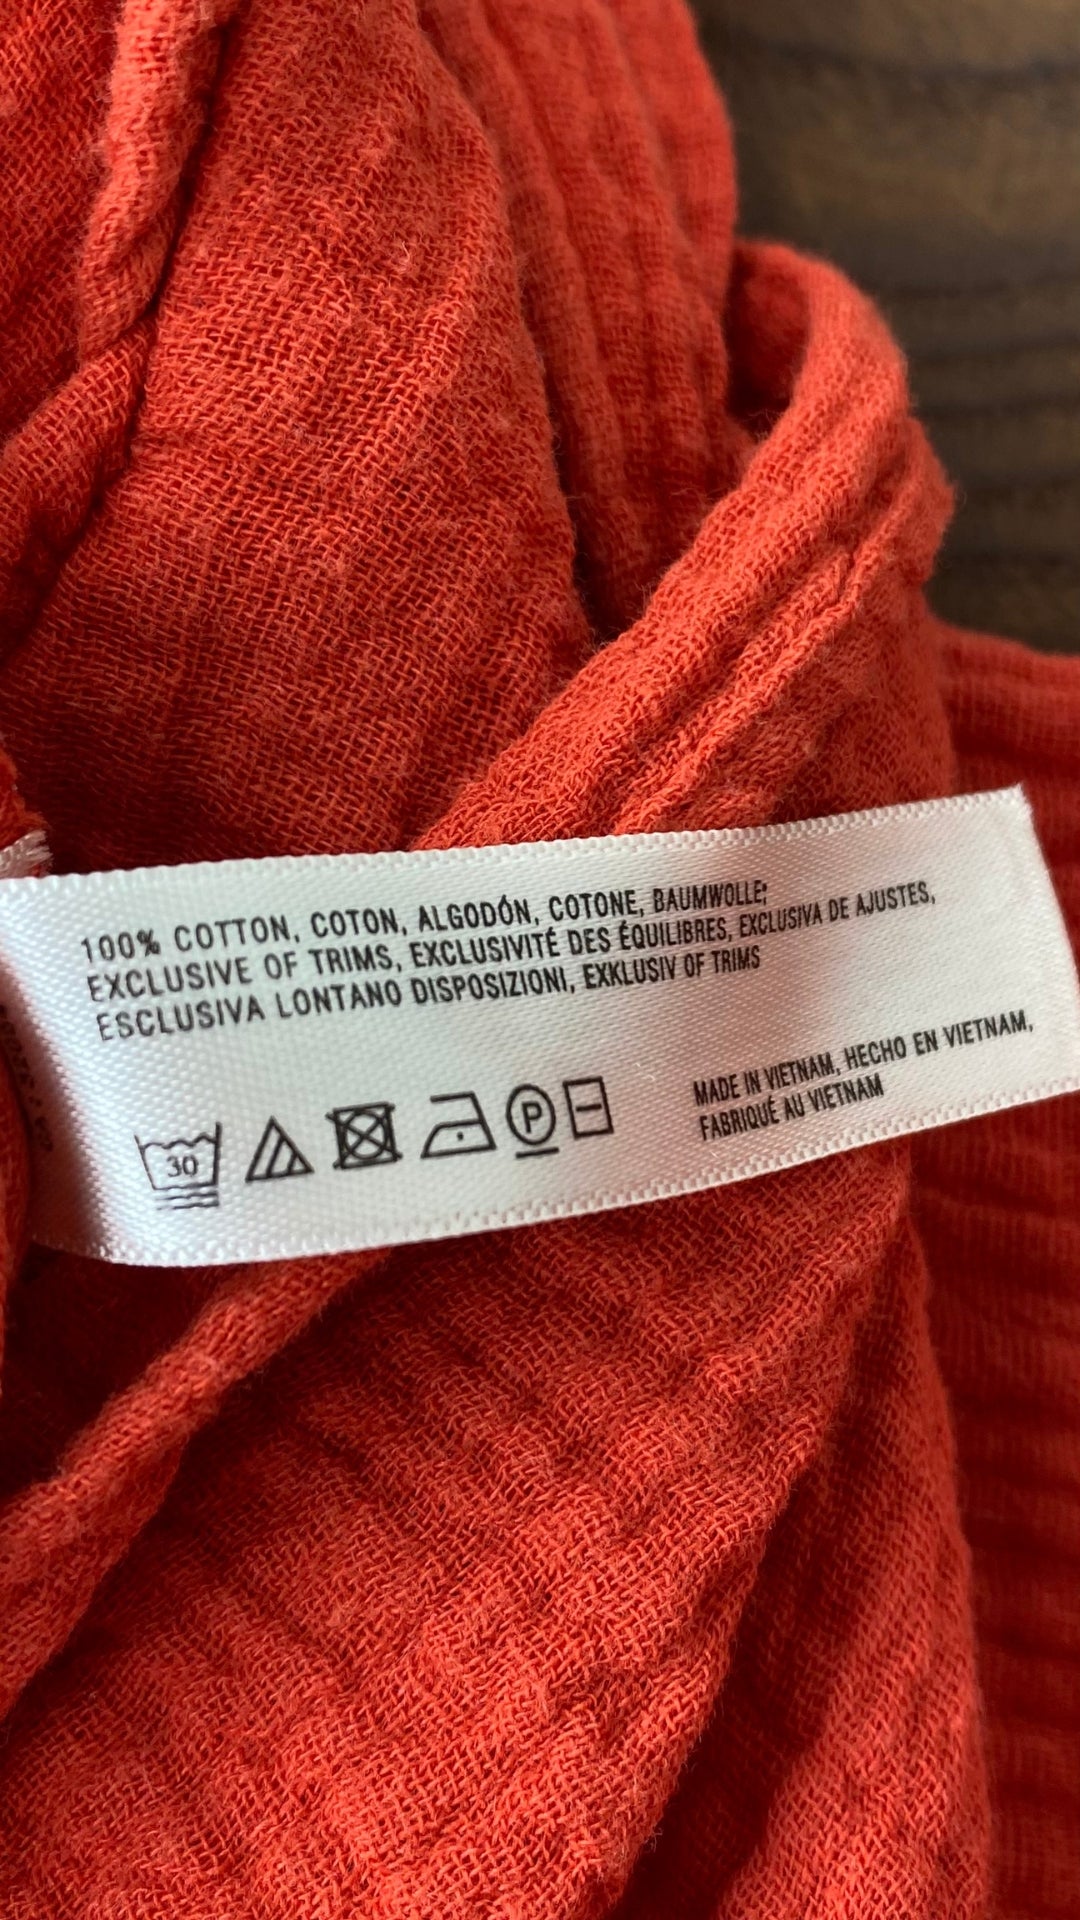 100% COTTON, COTON, ALGODÓN, COTONE, BAUMWOLLE;
EXCLUSIVE OF TRIMS, EXCLUSIVITÉ DES ÉQUILIBRES, EXCLUSIVA DE AJUSTES,
ESCLUSIVA LONTANO DISPOSIZIONI, EXKLUSIV OF TRIMS
30
P
MADE IN VIETNAM, HECHO EN VIETNAM,
FABRIQUÉ AU VIETNAM